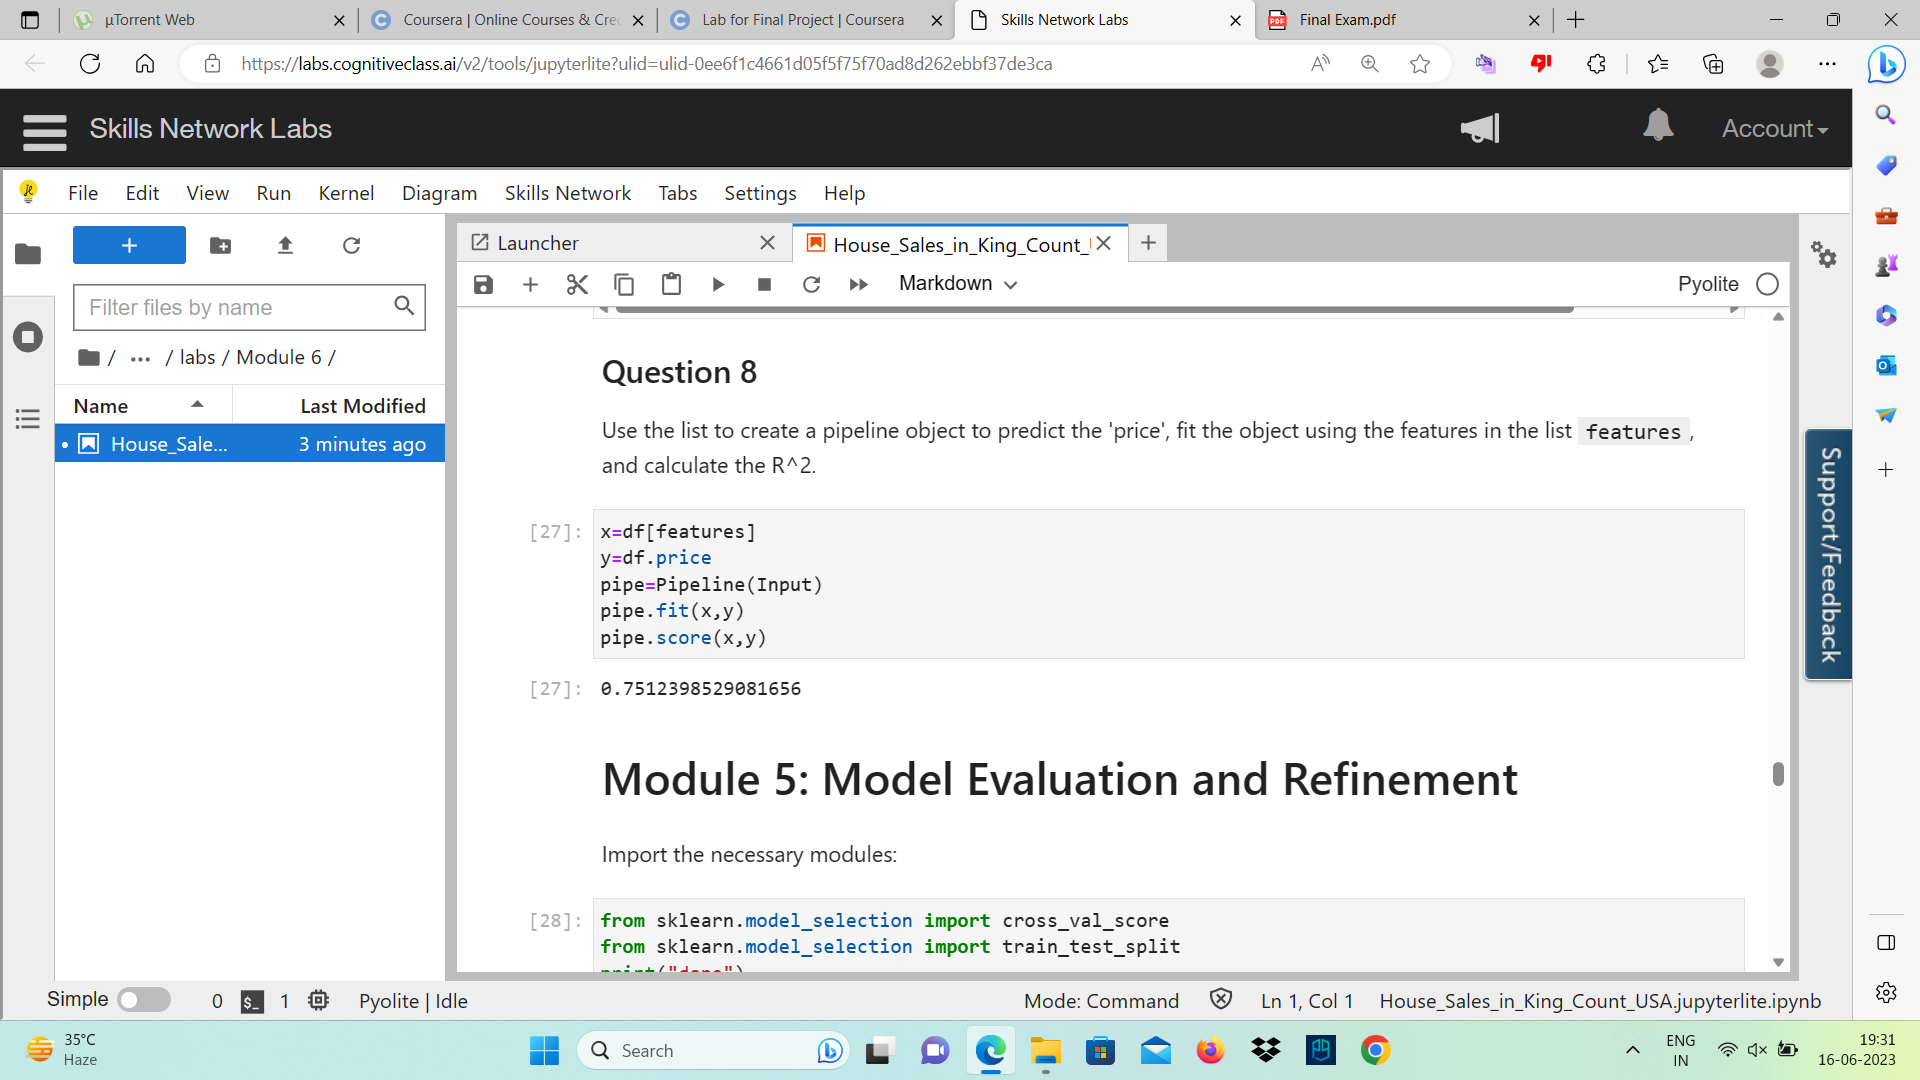 µTorrent Web
Coursera | Online Courses & Cre
Lab for Final Project | Coursera
Skills Network Labs
Final Exam.pdf
https://labs.cognitiveclass.ai/v2/tools/jupyterlite?ulid=ulid-0ee6f1c4661d05f5f75f70ad8d262ebbf37de3ca
Skills Network Labs
Account
File Edit View Run Kernel Diagram Skills Network Tabs Settings Help
Launcher
House_Sales_in_King_Count_
Filter files by name
Markdown
Pyolite
/ ... / labs / Module 6 /
Name
Last Modified
House_Sale...
3 minutes ago
Question 8
Use the list to create a pipeline object to predict the 'price', fit the object using the features in the list features,
and calculate the R^2.
[27]: x=df[features]
y=df.price
pipe=Pipeline(Input)
pipe.fit(x,y)
pipe.score(x,y)
[27]: 0.7512398529081656
Module 5: Model Evaluation and Refinement
Import the necessary modules:
[28]: from sklearn.model_selection import cross_val_score
from sklearn.model_selection import train_test_split
print("done")
Support/Feedback
Simple
0
$_
1
Pyolite | Idle
Mode: Command
Ln 1, Col 1
House_Sales_in_King_Count_USA.jupyterlite.ipynb
35°C
Haze
Search
ENG
IN
19:31
16-06-2023